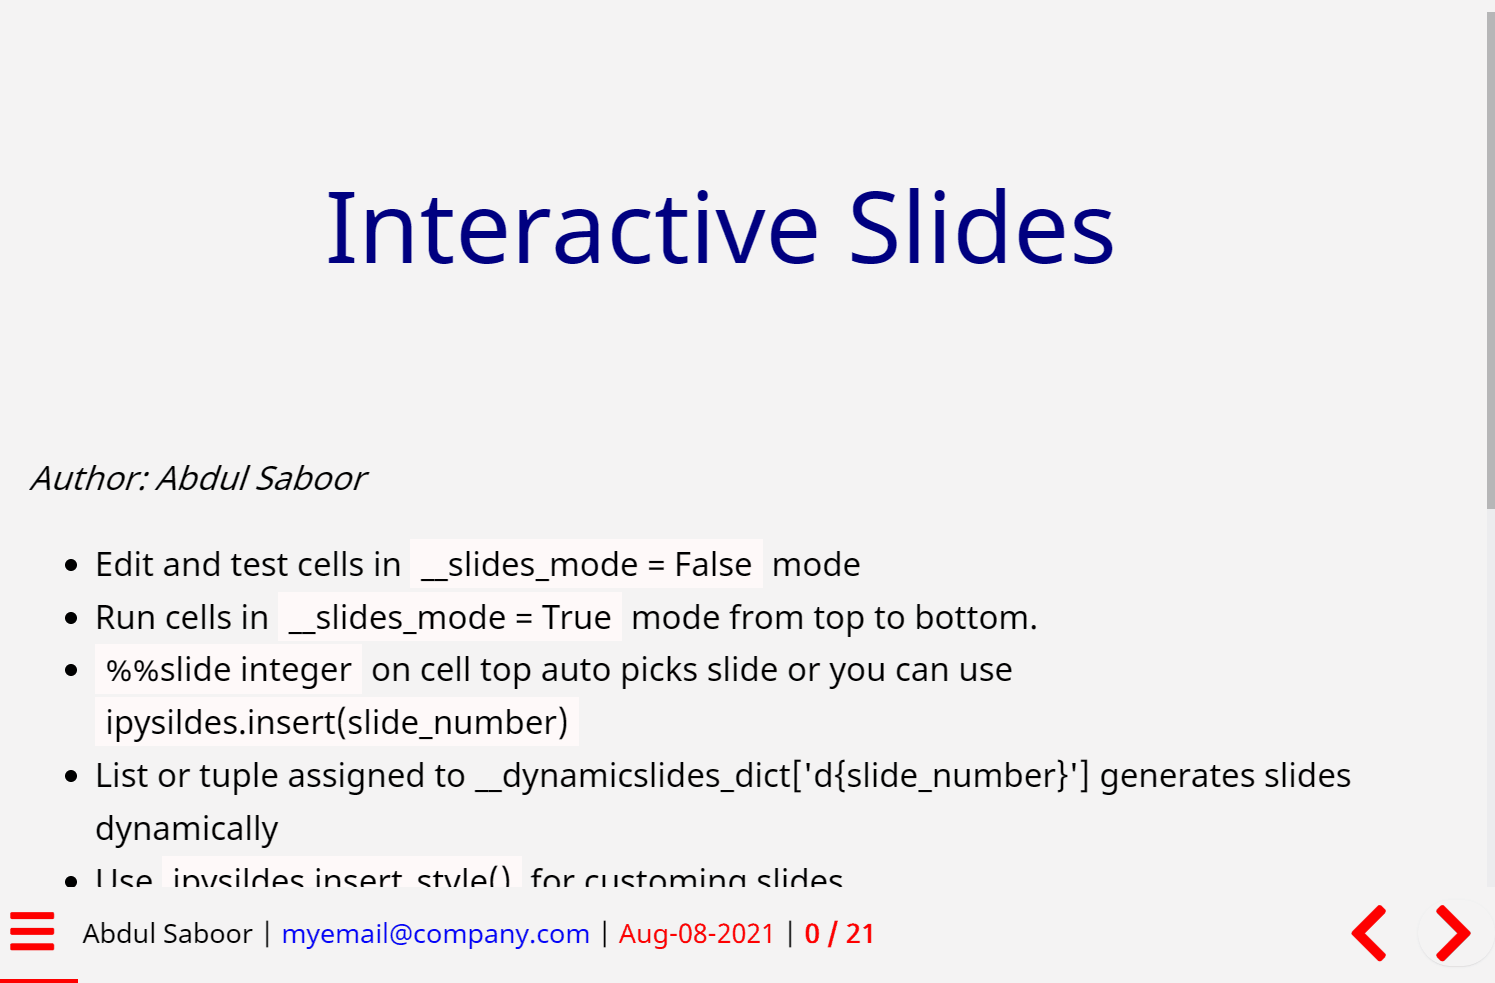 Interactive Slides
Author: Abdul Saboor
Edit and test cells in __slides_mode = False mode
Run cells in __slides_mode = True mode from top to bottom.
%%slide integer on cell top auto picks slide or you can use
ipysildes.insert(slide_number)
List or tuple assigned to __dynamicslides_dict['d{slide_number}'] generates slides
dynamically
Use ipysildes.insert_style() for customing slides
Abdul Saboor | myemail@company.com | Aug-08-2021 | 0 / 21